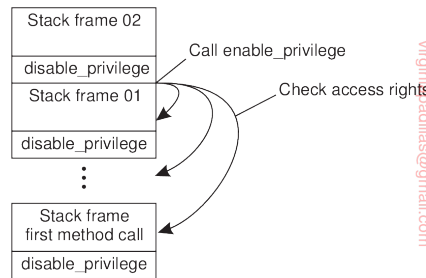 Stack frame 02
Call enable_privilege
disable_privilege
Stack frame 01
Check access rights
disable_privilege
Stack frame
first method call
disable_privilege